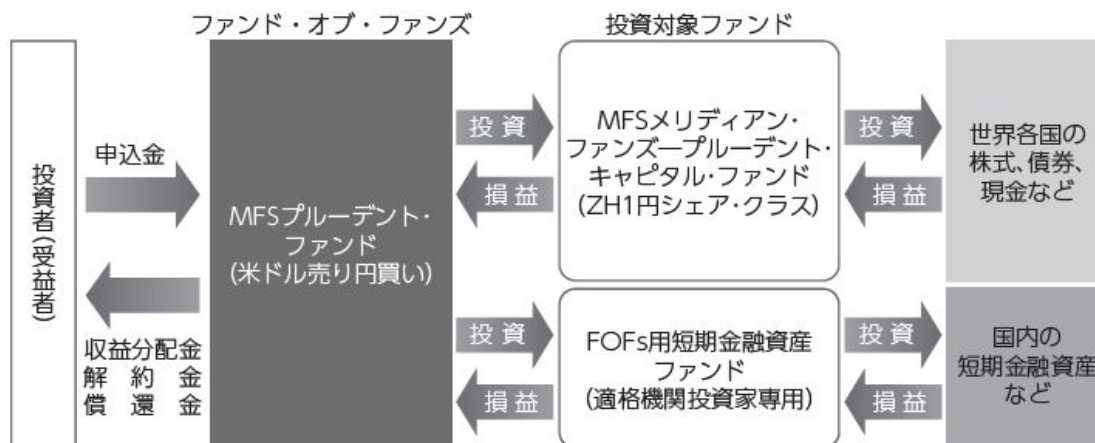 ファンド・オブ・ファンズ
投資対象ファンド
投資者(受益者)
申込金
収益分配金
解約金
償還金
MFSプルーデント・
ファンド
(米ドル売り円買い)
投資
損益
MFSメリディアン・
ファンズ―プルーデント・
キャピタル・ファンド
(ZH1円シェア・クラス)
投資
損益
世界各国の
株式、債券、
現金など
投資
損益
FOFs用短期金融資産
ファンド
(適格機関投資家専用)
投資
損益
国内の
短期金融資産
など